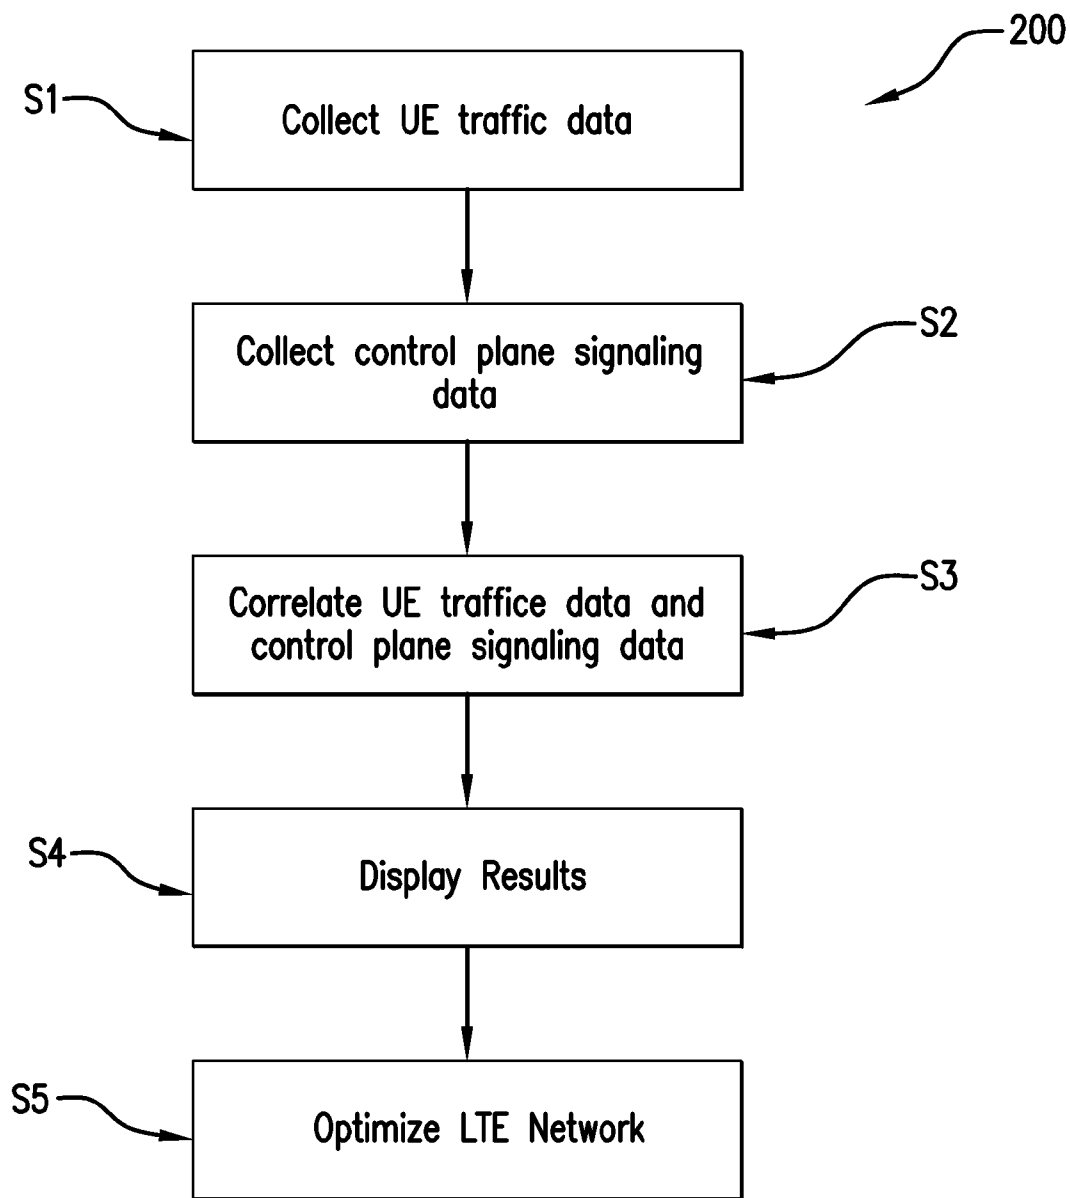 200
S1
Collect UE traffic data
S2
Collect control plane signaling
data
S3
Correlate UE traffice data and
control plane signaling data
S4
Display Results
S5
Optimize LTE Network